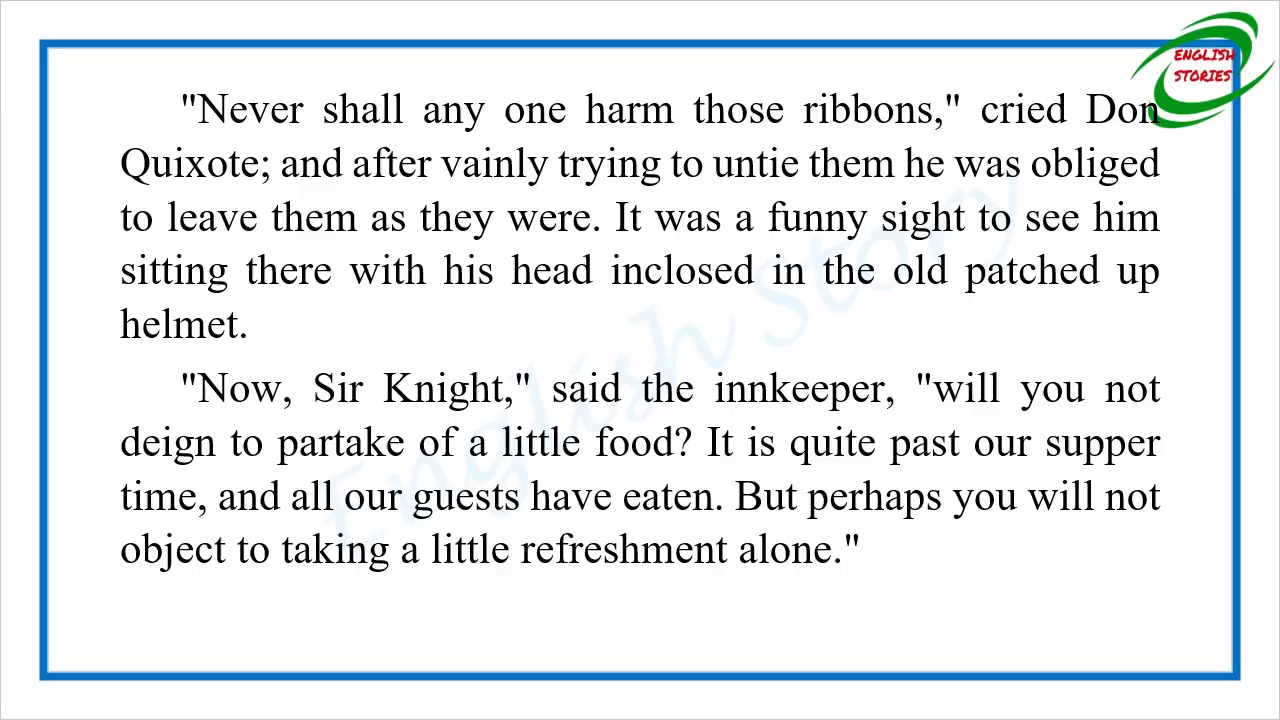 ENGLISH
STORIES
"Never shall any one harm those ribbons," cried Don
Quixote; and after vainly trying to untie them he was obliged
to leave them as they were. It was a funny sight to see him
sitting there with his head inclosed in the old patched up
helmet.
"Now, Sir Knight," said the innkeeper, "will you not
deign to partake of a little food? It is quite past our supper
time, and all our guests have eaten. But perhaps you will not
object to taking a little refreshment alone."
English Story